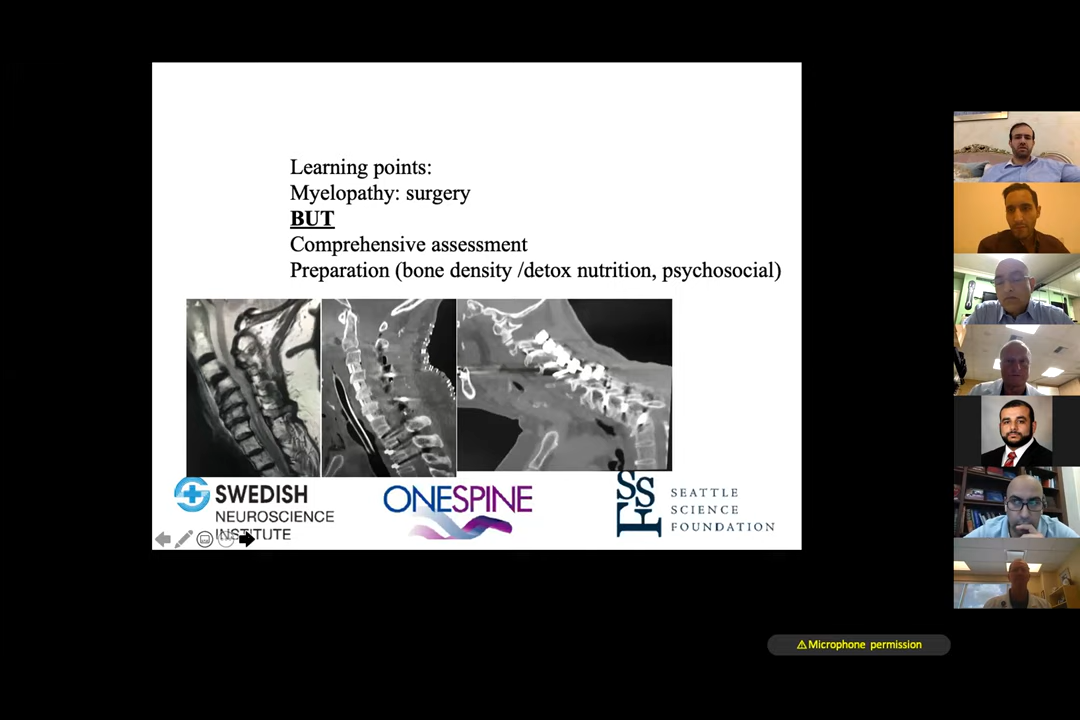 Learning points:
Myelopathy: surgery
BUT
Comprehensive assessment
Preparation (bone density /detox nutrition, psychosocial)
SWEDISH
NEUROSCIENCE
INSTITUTE
ONESPINE
SSF
SEATTLE
SCIENCE
FOUNDATION
⚠Microphone permission